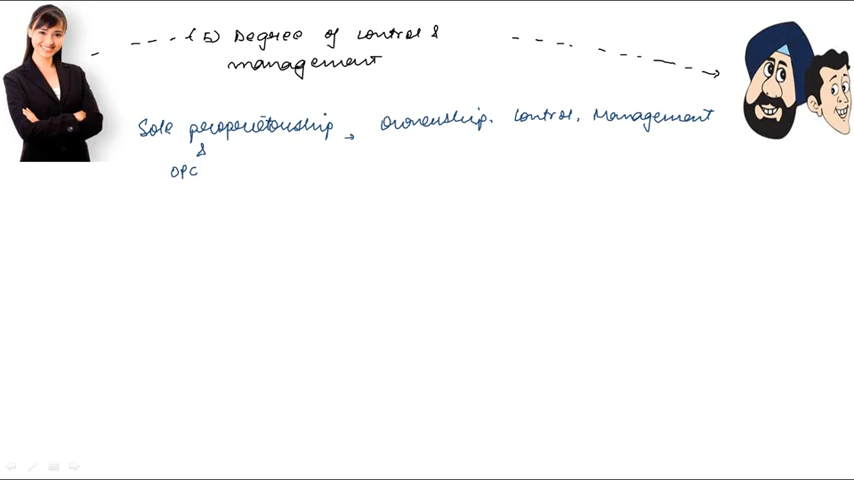 (5) Degree of control &
management
Sole proprietorship → ownership, control, Management
&
OPC